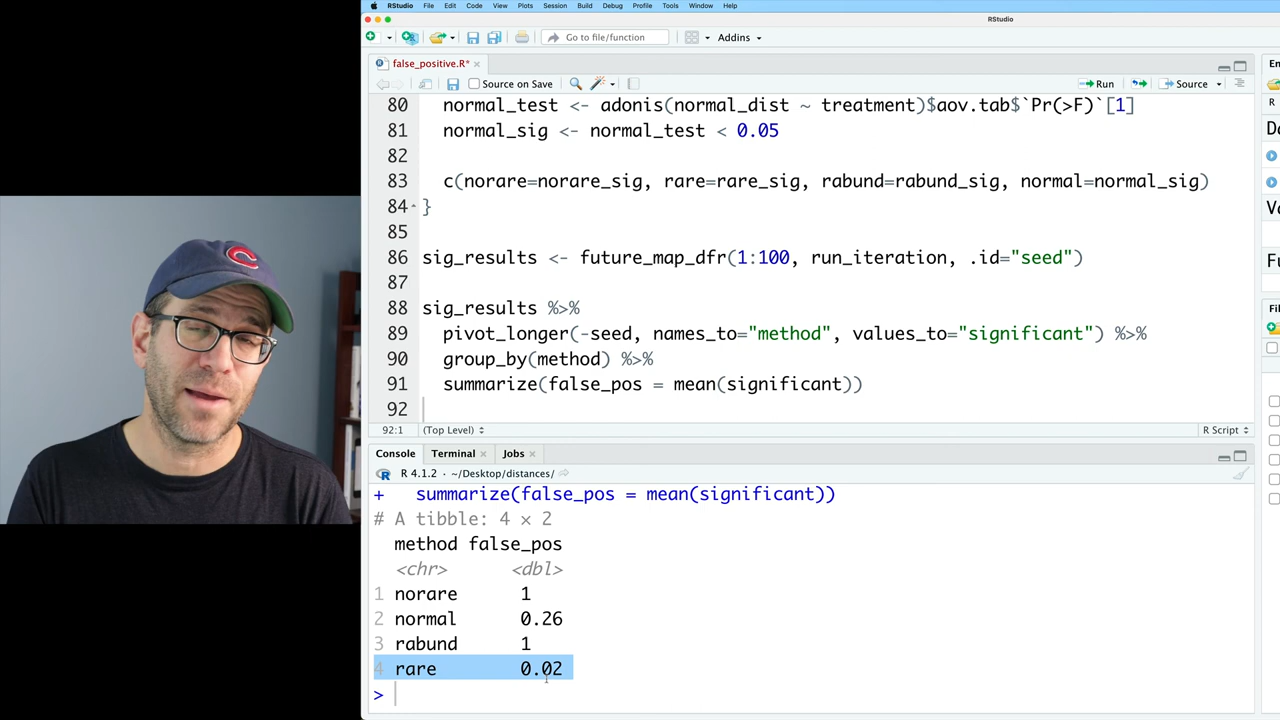 RStudio File Edit Code View Plots Session Build Debug Profile Tools Window Help
RStudio
Go to file/function Addins
false_positive.R*
Source on Save Run Source
80 normal_test <- adonis(normal_dist ~ treatment)$aov.tab$`Pr(>F)`[1]
81 normal_sig <- normal_test < 0.05
82
83 c(norare=norare_sig, rare=rare_sig, rabund=rabund_sig, normal=normal_sig)
84 }
85
86 sig_results <- future_map_dfr(1:100, run_iteration, .id="seed")
87
88 sig_results %>%
89 pivot_longer(-seed, names_to="method", values_to="significant") %>%
90 group_by(method) %>%
91 summarize(false_pos = mean(significant))
92
92:1 (Top Level) R Script
Console Terminal Jobs
R 4.1.2 · ~/Desktop/distances/
+ summarize(false_pos = mean(significant))
# A tibble: 4 × 2
method false_pos
<chr> <dbl>
1 norare 1
2 normal 0.26
3 rabund 1
4 rare 0.02
>
En
R
Da
Va
Fu
Fil
C